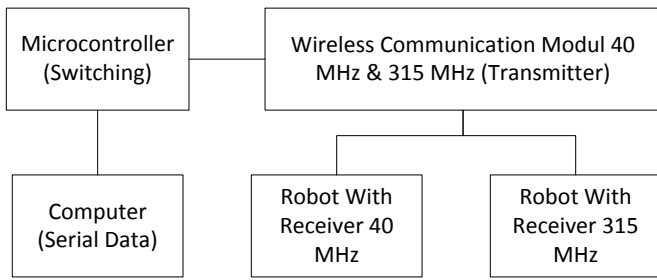 Microcontroller
(Switching)
Wireless Communication Modul 40
MHz & 315 MHz (Transmitter)
Computer
(Serial Data)
Robot With
Receiver 40
MHz
Robot With
Receiver 315
MHz